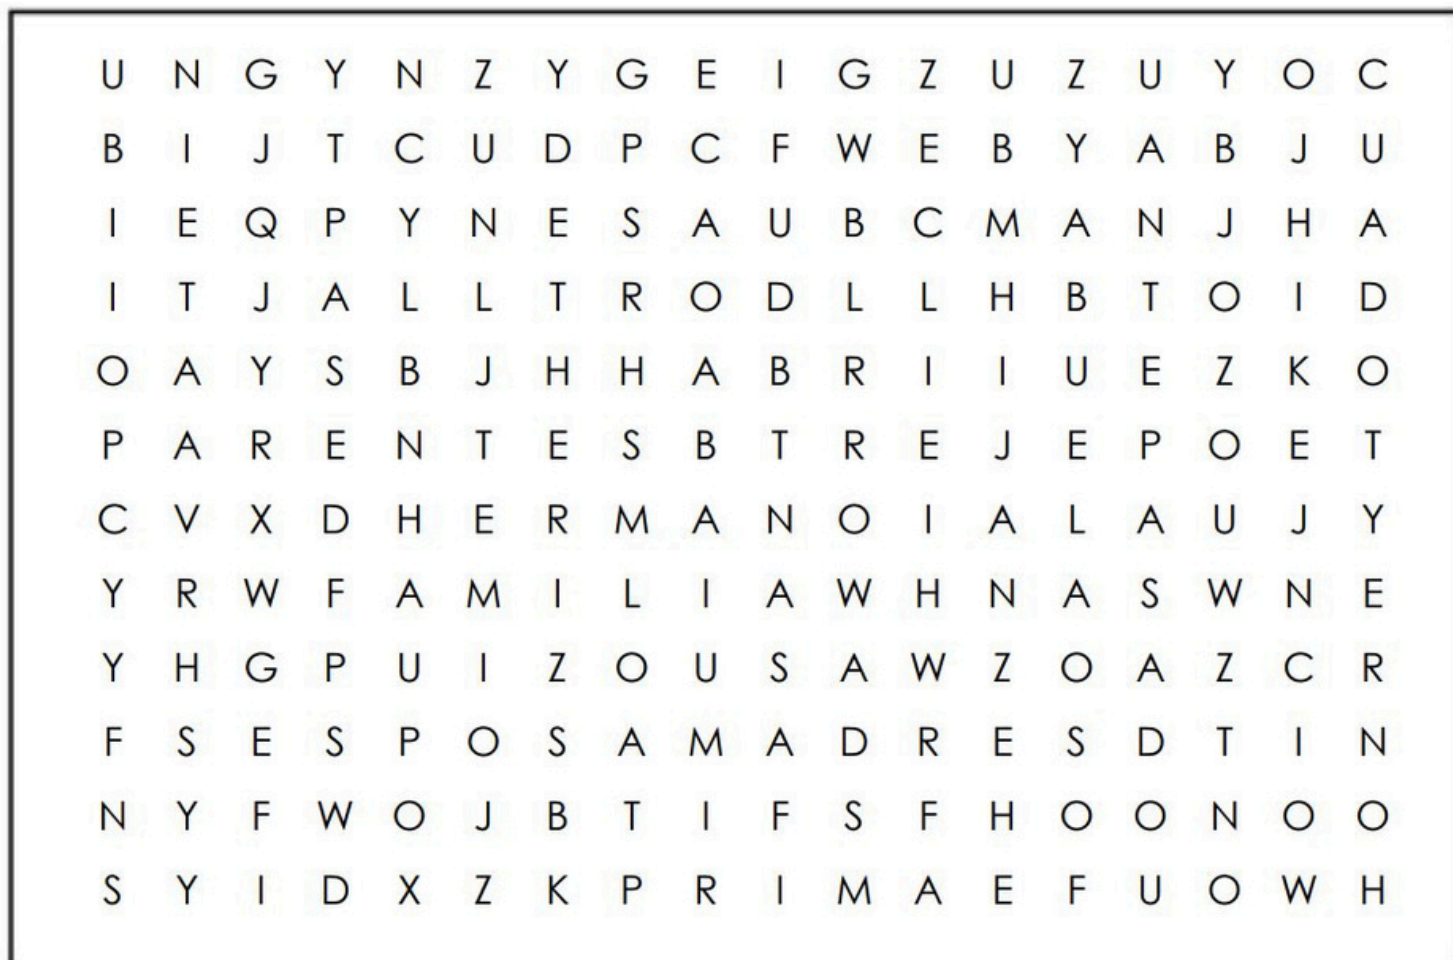 U N G Y N Z Y G E I G Z U Z U Y O C
B I J T C U D P C F W E B Y A B J U
I E Q P Y N E S A U B C M A N J H A
I T J A L L T R O D L L H B T O I D
O A Y S B J H H A B R I I U E Z K O
P A R E N T E S B T R E J E P O E T
C V X D H E R M A N O I A L A U J Y
Y R W F A M I L I A W H N A S W N E
Y H G P U I Z O U S A W Z O A Z C R
F S E S P O S A M A D R E S D T I N
N Y F W O J B T I F S F H O O N O O
S Y I D X Z K P R I M A E F U O W H